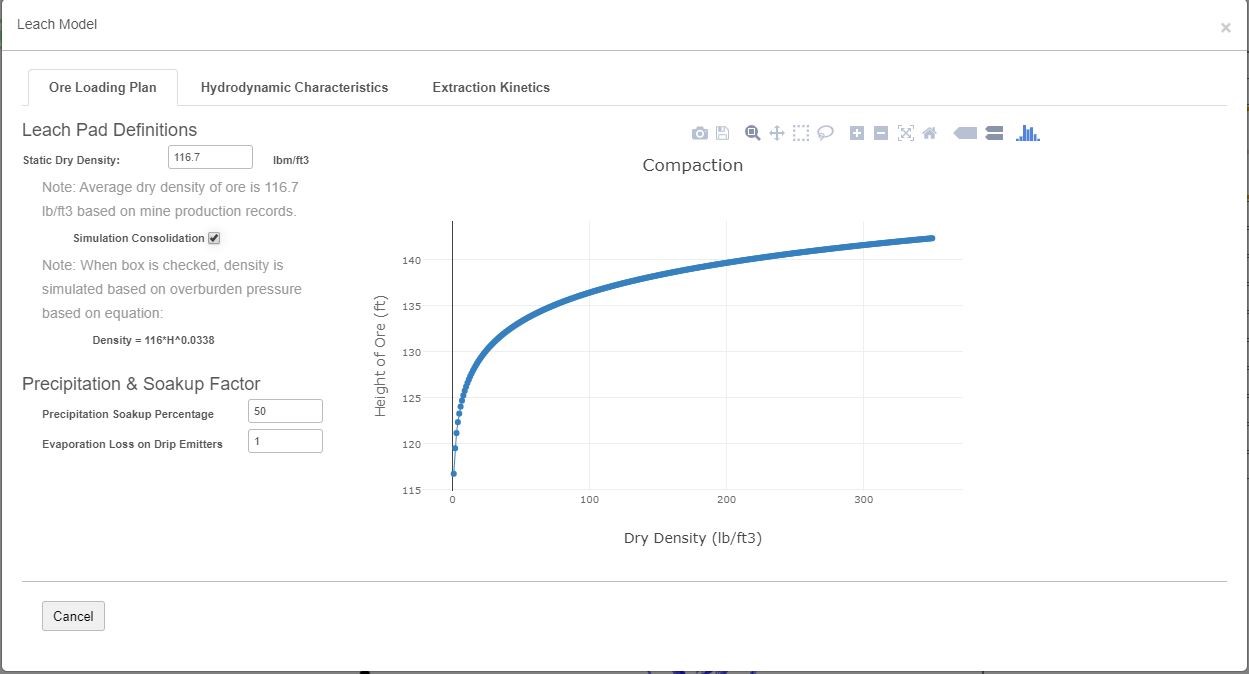 Leach Model
×
Ore Loading Plan
Hydrodynamic Characteristics
Extraction Kinetics
Leach Pad Definitions
Static Dry Density:
116.7
lbm/ft3
Note: Average dry density of ore is 116.7
lb/ft3 based on mine production records.
Simulation Consolidation
Note: When box is checked, density is
simulated based on overburden pressure
based on equation:
Density = 116*H^0.0338
Precipitation & Soakup Factor
Precipitation Soakup Percentage
50
Evaporation Loss on Drip Emitters
1
Compaction
Height of Ore (ft)
140
135
130
125
120
115
0
100
200
300
Dry Density (lb/ft3)
Cancel